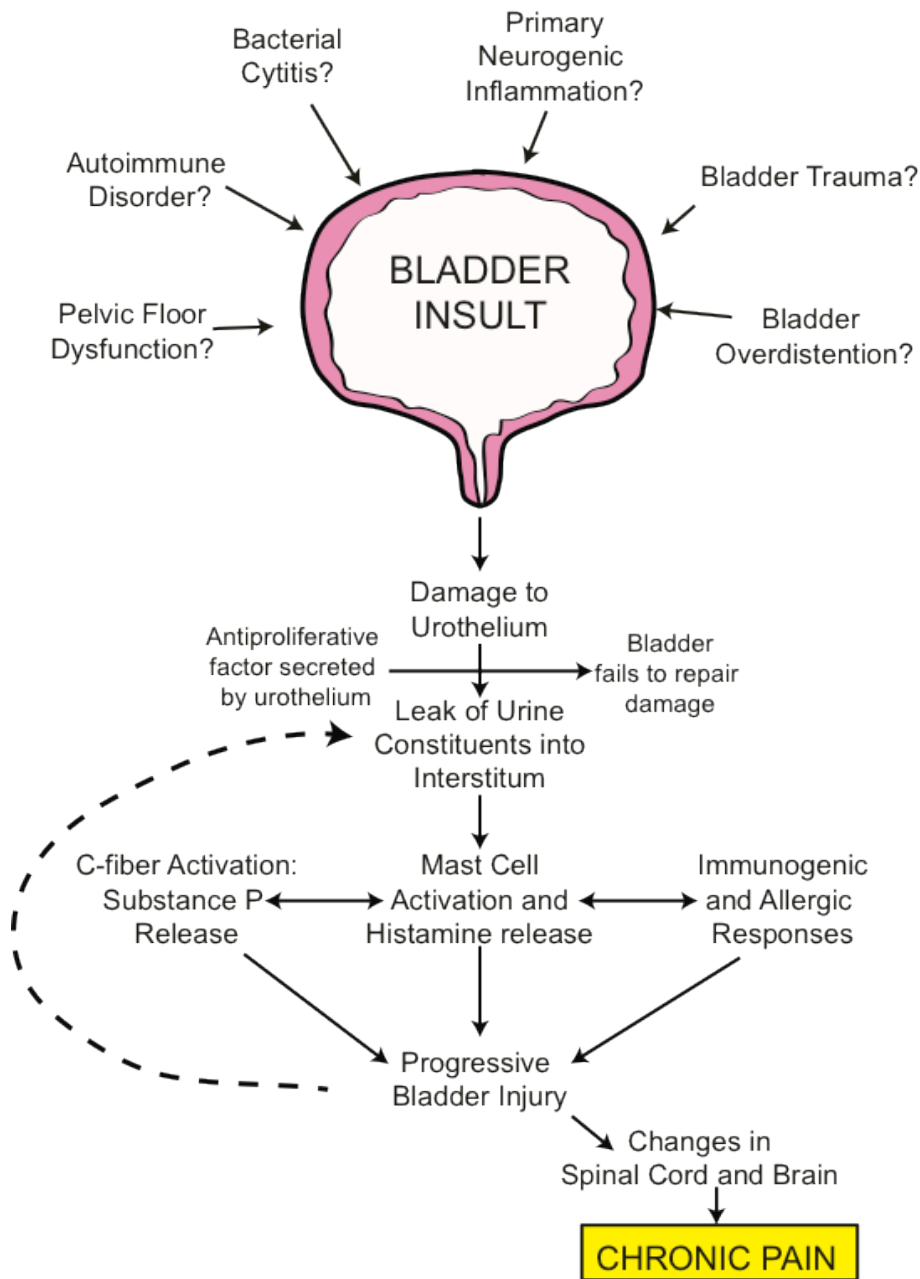 Bacterial
Cytitis?
Primary
Neurogenic
Inflammation?
Autoimmune
Disorder?
Bladder Trauma?
BLADDER
INSULT
Pelvic Floor
Dysfunction?
Bladder
Overdistention?
Damage to
Urothelium
Antiproliferative
factor secreted
by urothelium
Bladder
fails to repair
damage
Leak of Urine
Constituents into
Interstitum
C-fiber Activation:
Substance P
Release
Mast Cell
Activation and
Histamine release
Immunogenic
and Allergic
Responses
Progressive
Bladder Injury
Changes in
Spinal Cord and Brain
CHRONIC PAIN